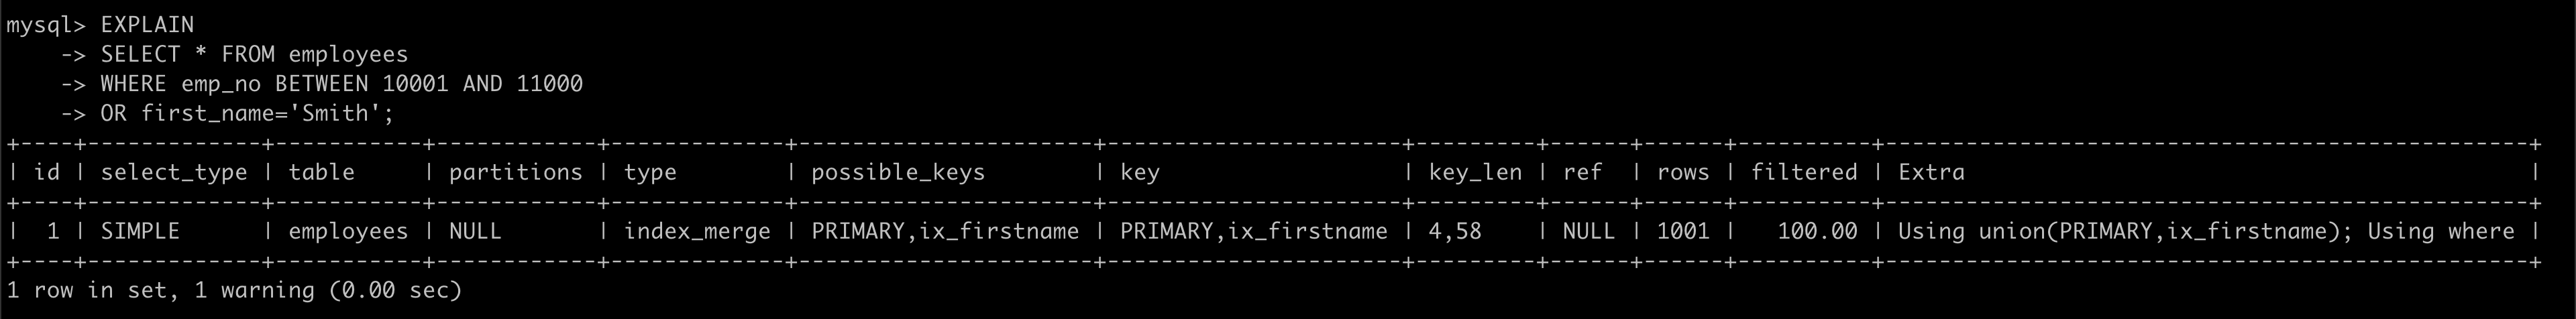 mysql> EXPLAIN
    -> SELECT * FROM employees
    -> WHERE emp_no BETWEEN 10001 AND 11000
    -> OR first_name='Smith';
+----+-------------+-----------+------------+-------------+----------------------+----------------------+---------+------+------+----------+------------------------------------------------+
| id | select_type | table     | partitions | type        | possible_keys        | key                  | key_len | ref  | rows | filtered | Extra                                          |
+----+-------------+-----------+------------+-------------+----------------------+----------------------+---------+------+------+----------+------------------------------------------------+
|  1 | SIMPLE      | employees | NULL       | index_merge | PRIMARY,ix_firstname | PRIMARY,ix_firstname | 4,58    | NULL | 1001 |   100.00 | Using union(PRIMARY,ix_firstname); Using where |
+----+-------------+-----------+------------+-------------+----------------------+----------------------+---------+------+------+----------+------------------------------------------------+
1 row in set, 1 warning (0.00 sec)